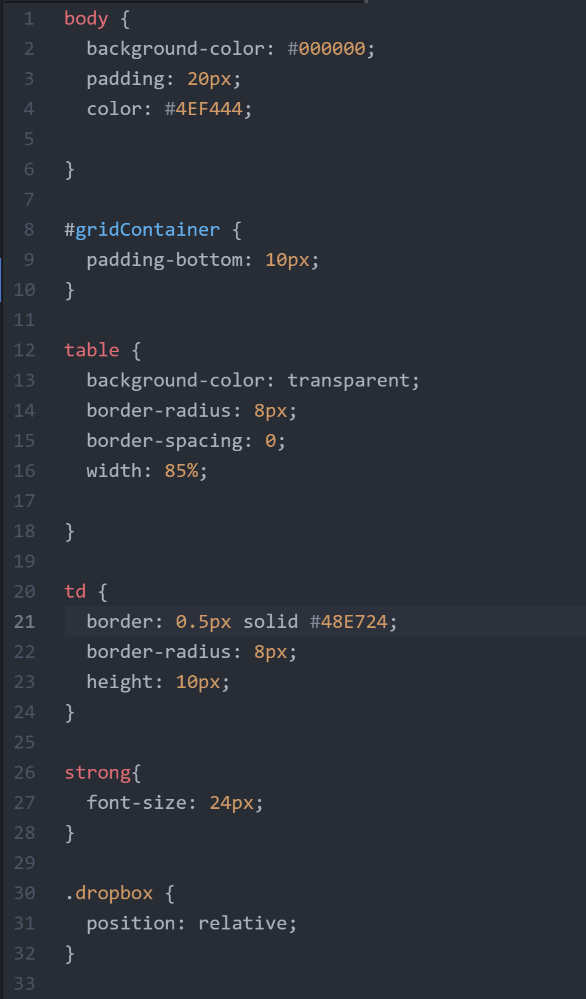 1 body {
2 background-color: #000000;
3 padding: 20px;
4 color: #4EF444;
5
6 }
7
8 #gridContainer {
9 padding-bottom: 10px;
10 }
11
12 table {
13 background-color: transparent;
14 border-radius: 8px;
15 border-spacing: 0;
16 width: 85%;
17
18 }
19
20 td {
21 border: 0.5px solid #48E724;
22 border-radius: 8px;
23 height: 10px;
24 }
25
26 strong{
27 font-size: 24px;
28 }
29
30 .dropbox {
31 position: relative;
32 }
33